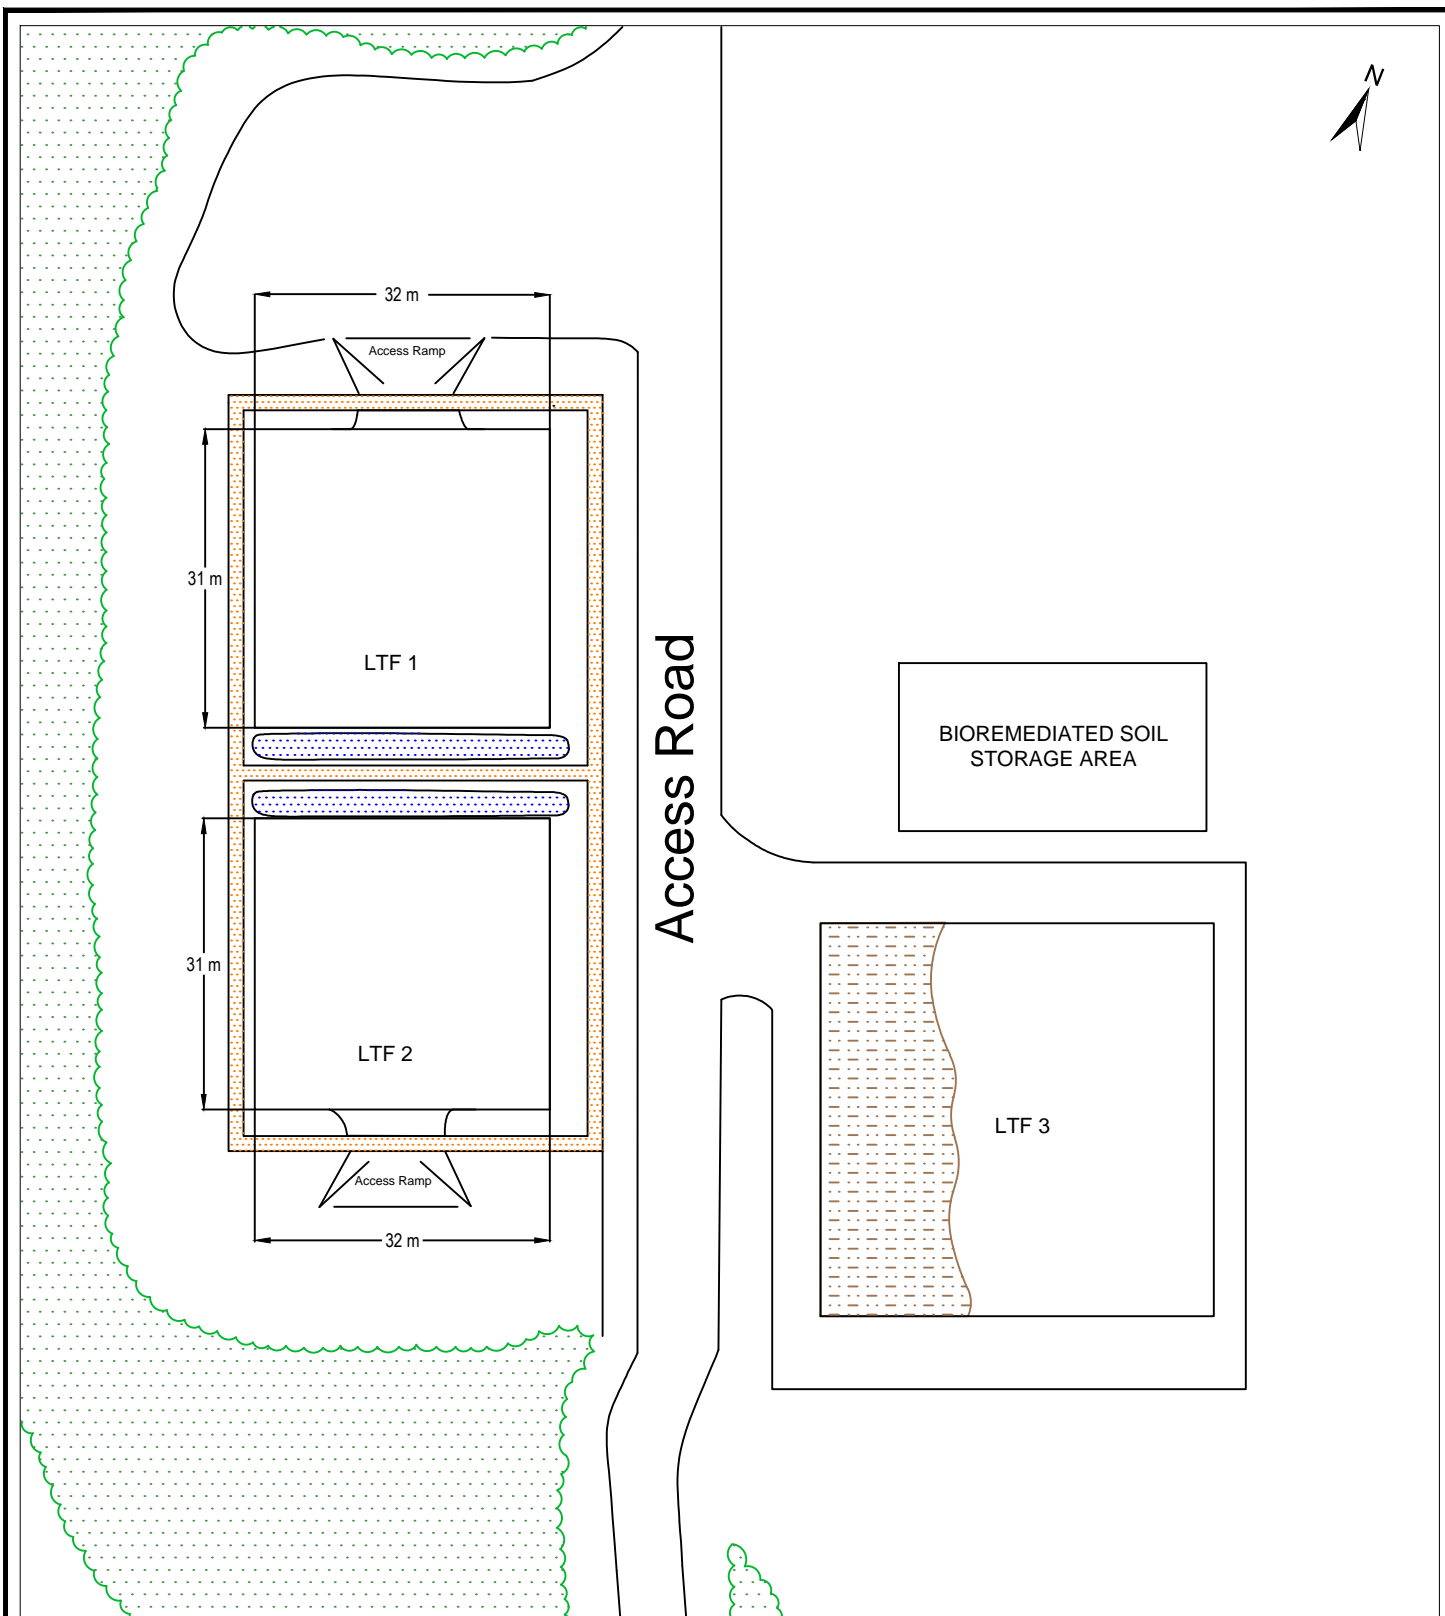 N
32 m
Access Ramp
31 m
LTF 1
Access Road
BIOREMEDIATED SOIL
STORAGE AREA
31 m
LTF 2
LTF 3
Access Ramp
32 m